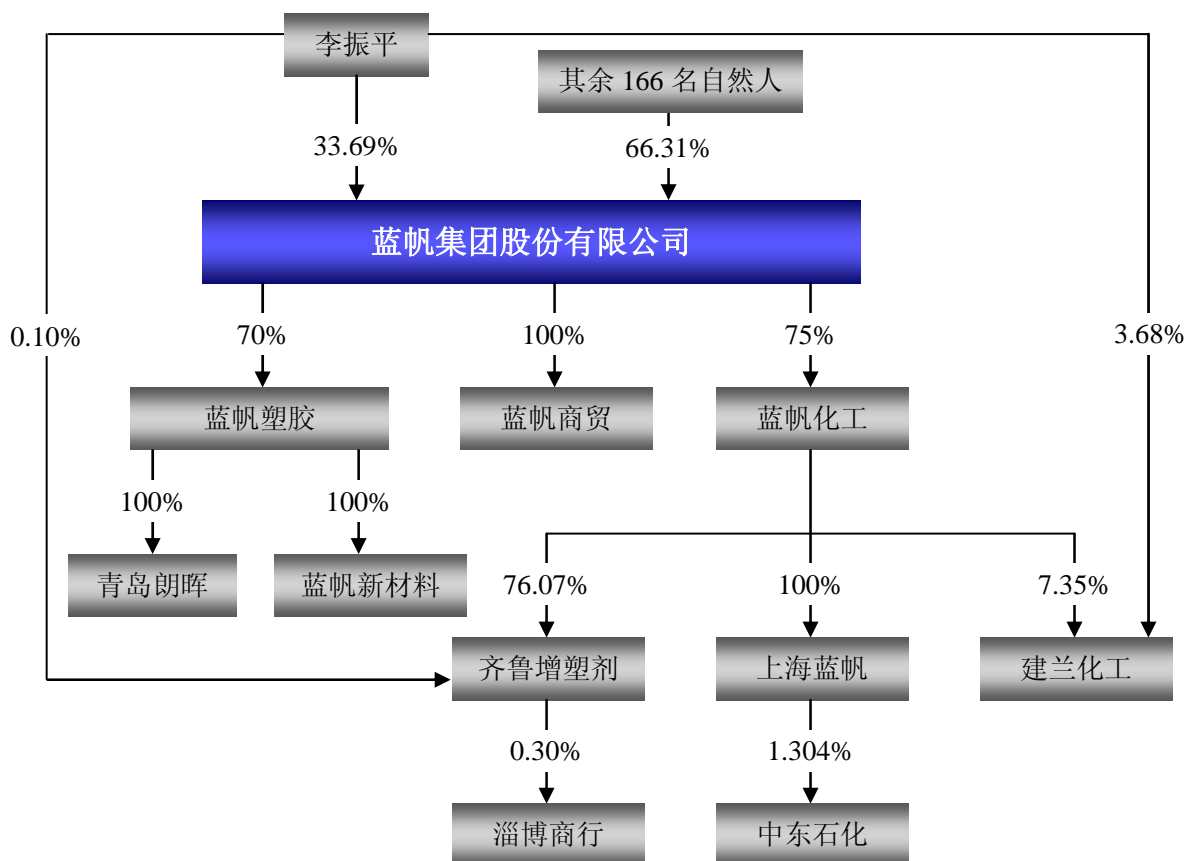 李振平
其余 166 名自然人
33.69%
66.31%
蓝帆集团股份有限公司
0.10%
70%
100%
75%
3.68%
蓝帆塑胶
蓝帆商贸
蓝帆化工
100%
100%
青岛朗晖
蓝帆新材料
76.07%
100%
7.35%
齐鲁增塑剂
上海蓝帆
建兰化工
0.30%
1.304%
淄博商行
中东石化